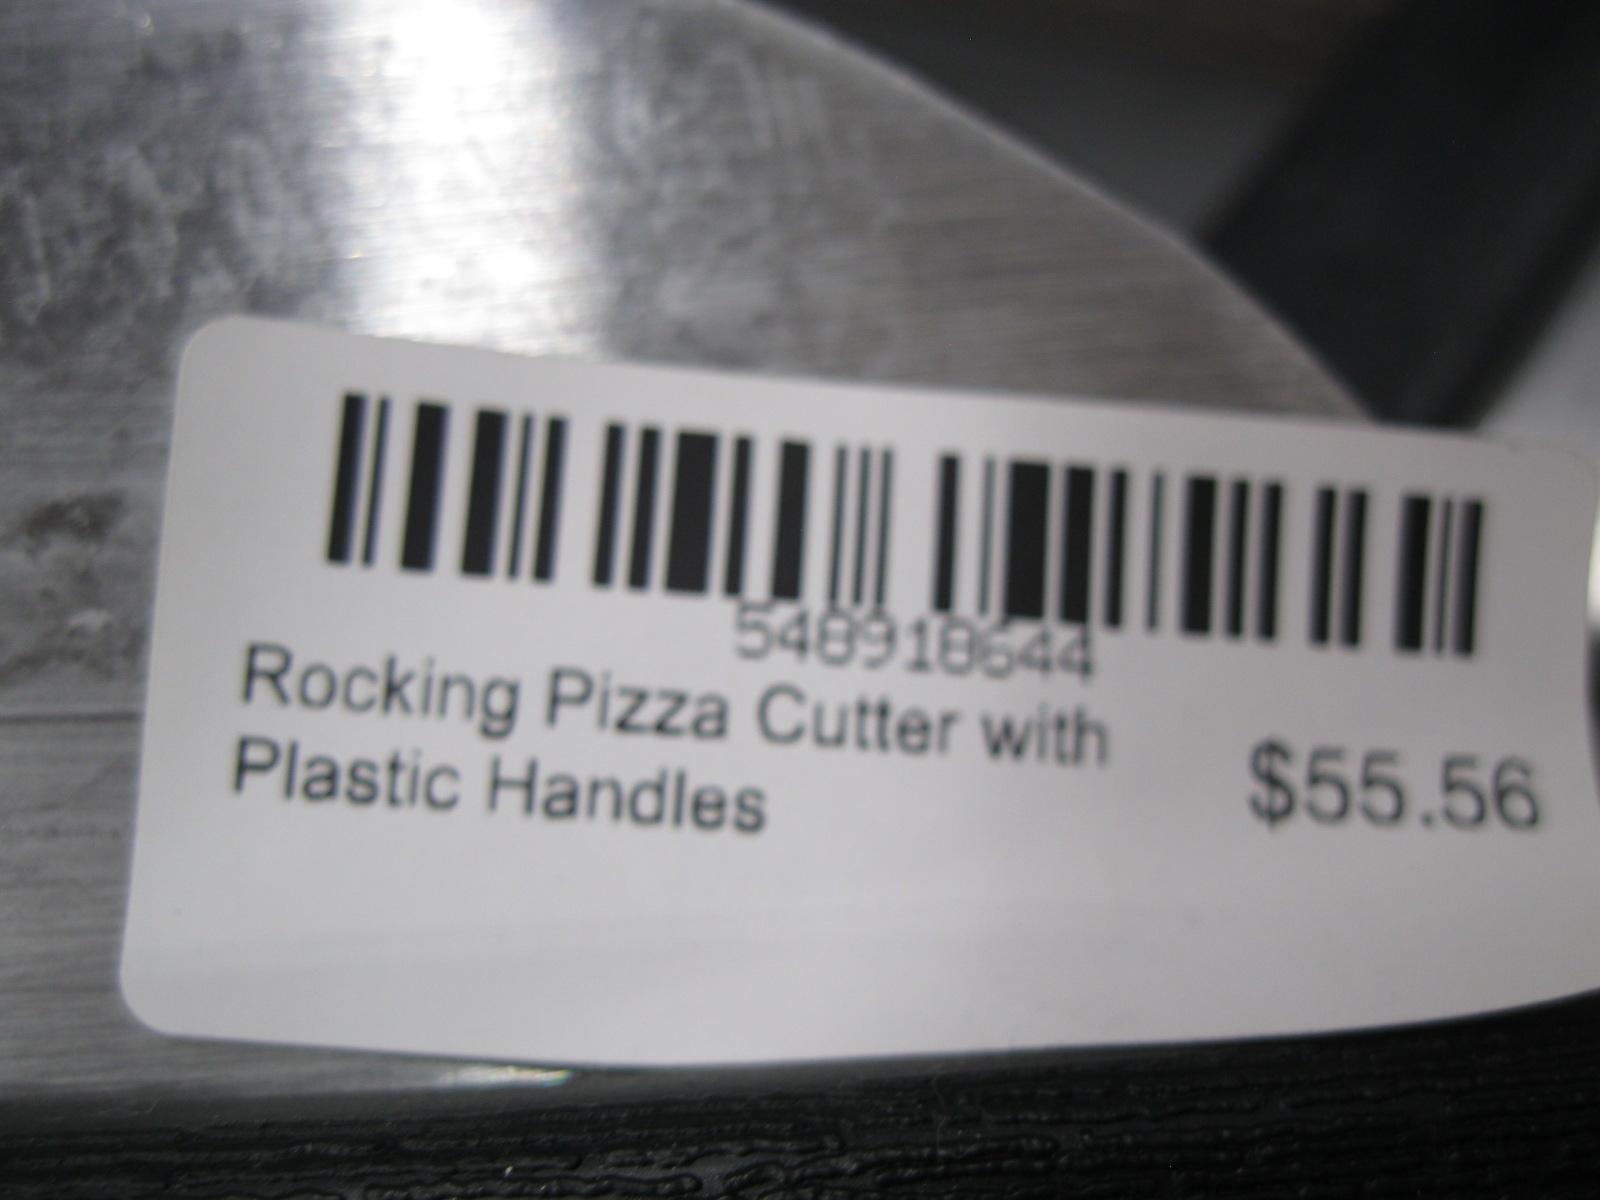 548918644
Rocking Pizza Cutter with
Plastic Handles
$55.56